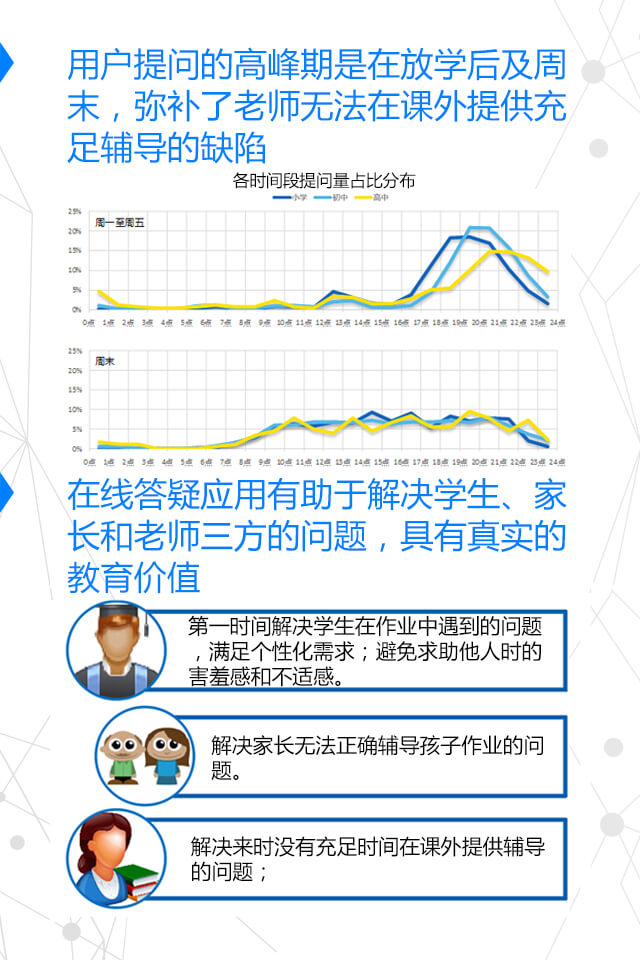 用户提问的高峰期是在放学后及周
末，弥补了老师无法在课外提供充
足辅导的缺陷
各时间段提问量占比分布
小学 初中 高中
25%
周一至周五
20%
15%
10%
5%
0%
0点 1点 2点 3点 4点 5点 6点 7点 8点 9点 10点 11点 12点 13点 14点 15点 16点 17点 18点 19点 20点 21点 22点 23点 24点
25%
周末
20%
15%
10%
5%
0%
0点 1点 2点 3点 4点 5点 6点 7点 8点 9点 10点 11点 12点 13点 14点 15点 16点 17点 18点 19点 20点 21点 22点 23点 24点
在线答疑应用有助于解决学生、家
长和老师三方的问题，具有真实的
教育价值
第一时间解决学生在作业中遇到的问题
，满足个性化需求；避免求助他人时的
害羞感和不适感。
解决家长无法正确辅导孩子作业的问
题。
解决来时没有充足时间在课外提供辅导
的问题；